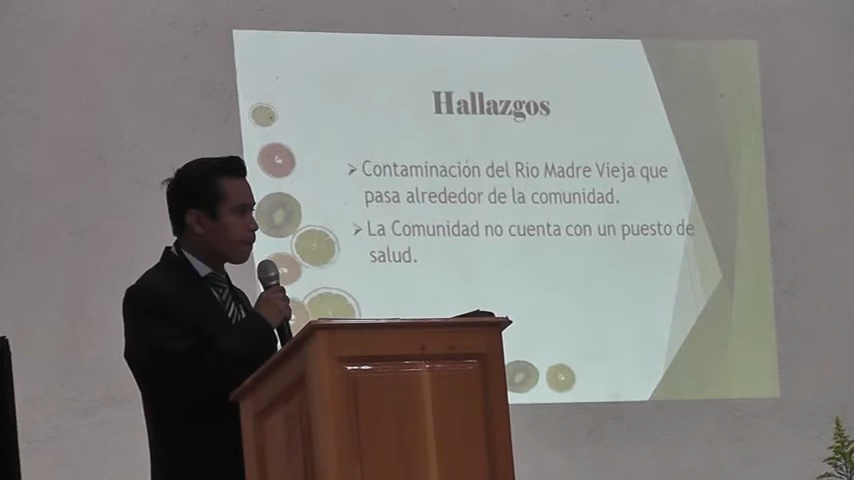 Hallazgos
➢ Contaminación del Rio Madre Vieja que
pasa alrededor de la comunidad.
➢ La Comunidad no cuenta con un puesto de
salud.